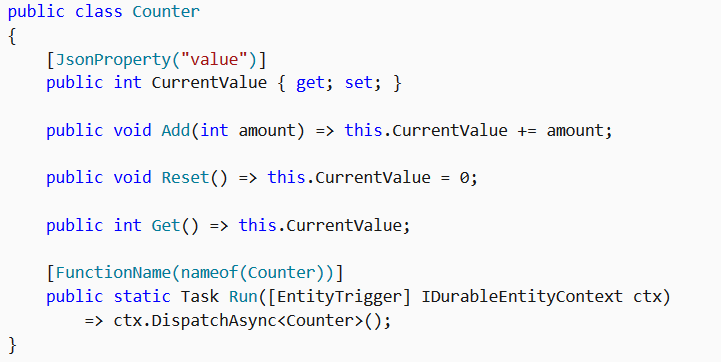 public class Counter
{
    [JsonProperty("value")]
    public int CurrentValue { get; set; }
    public void Add(int amount) => this.CurrentValue += amount;
    public void Reset() => this.CurrentValue = 0;
    public int Get() => this.CurrentValue;
    [FunctionName(nameof(Counter))]
    public static Task Run([EntityTrigger] IDurableEntityContext ctx)
        => ctx.DispatchAsync<Counter>();
}